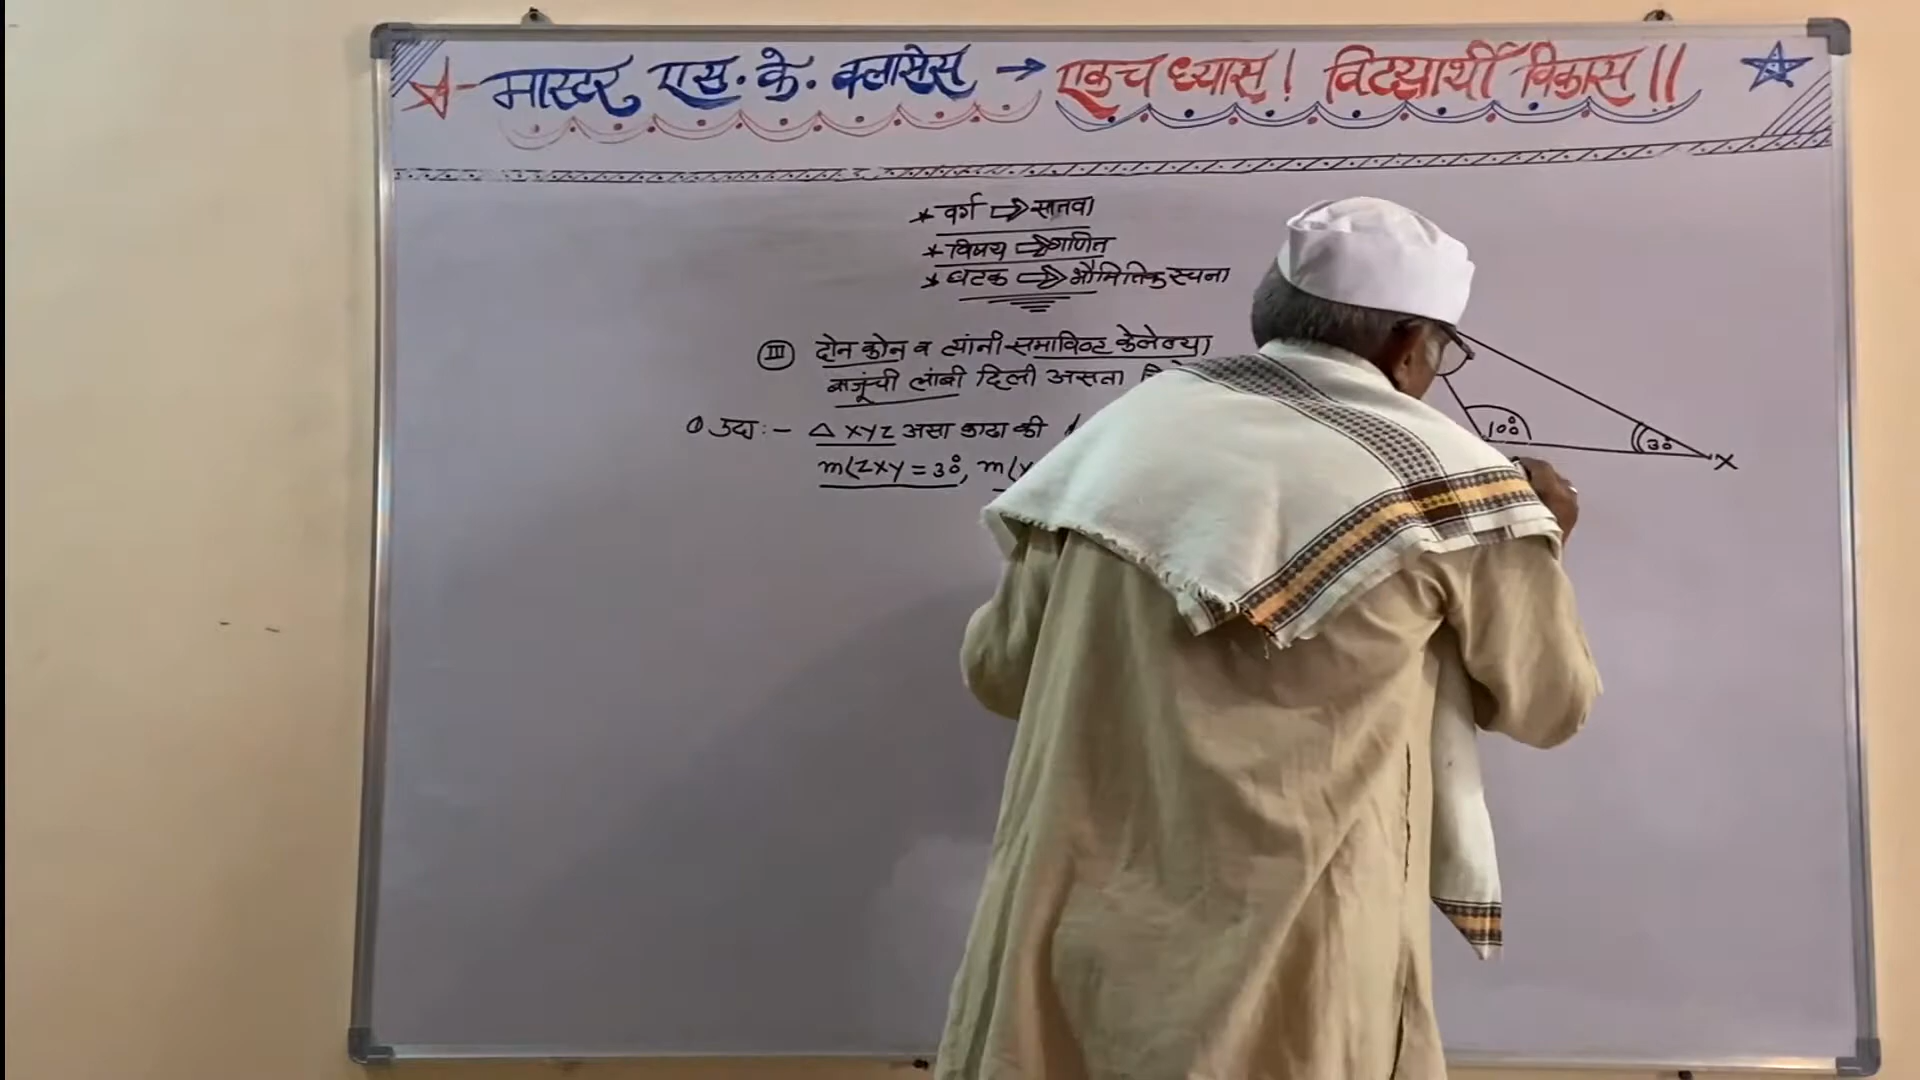 मास्टर एस. के. क्लासेस → एकच ध्यास! विद्यार्थी विकास!!
* वर्ग ⇒ सातवा
* विषय ⇒ गणित
* घटक ⇒ भौमितिक रचना
III दोन कोन व त्यांनी समाविष्ट केलेल्या
बाजूंची लांबी दिली असता
① उदा :- △ XYZ असा काढा की
m∠ZXY = 30°, m∠
100°
30°
X